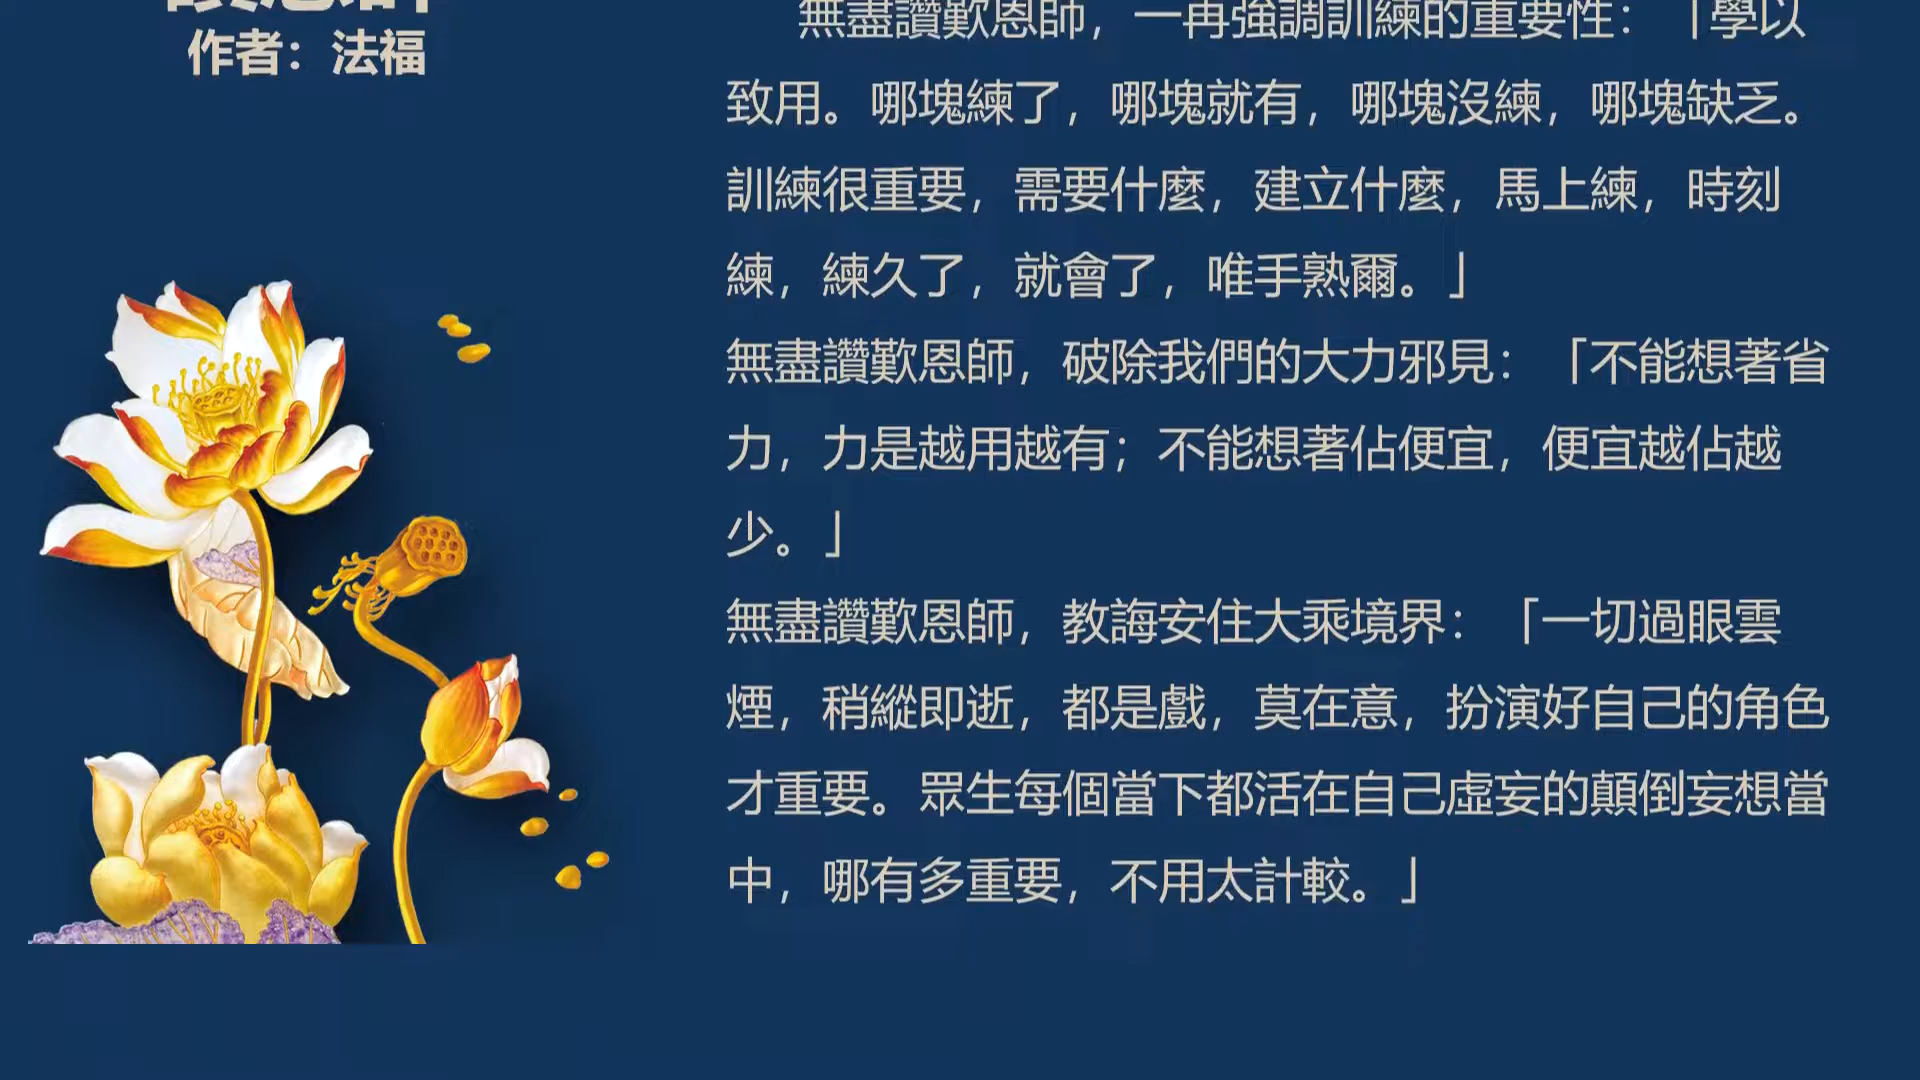 作者：法福
無盡讚歎恩師，一再強調訓練的重要性：「學以
致用。哪塊練了，哪塊就有，哪塊沒練，哪塊缺乏。
訓練很重要，需要什麼，建立什麼，馬上練，時刻
練，練久了，就會了，唯手熟爾。」
無盡讚歎恩師，破除我們的大力邪見：「不能想著省
力，力是越用越有；不能想著佔便宜，便宜越佔越
少。」
無盡讚歎恩師，教誨安住大乘境界：「一切過眼雲
煙，稍縱即逝，都是戲，莫在意，扮演好自己的角色
才重要。眾生每個當下都活在自己虛妄的顛倒妄想當
中，哪有多重要，不用太計較。」